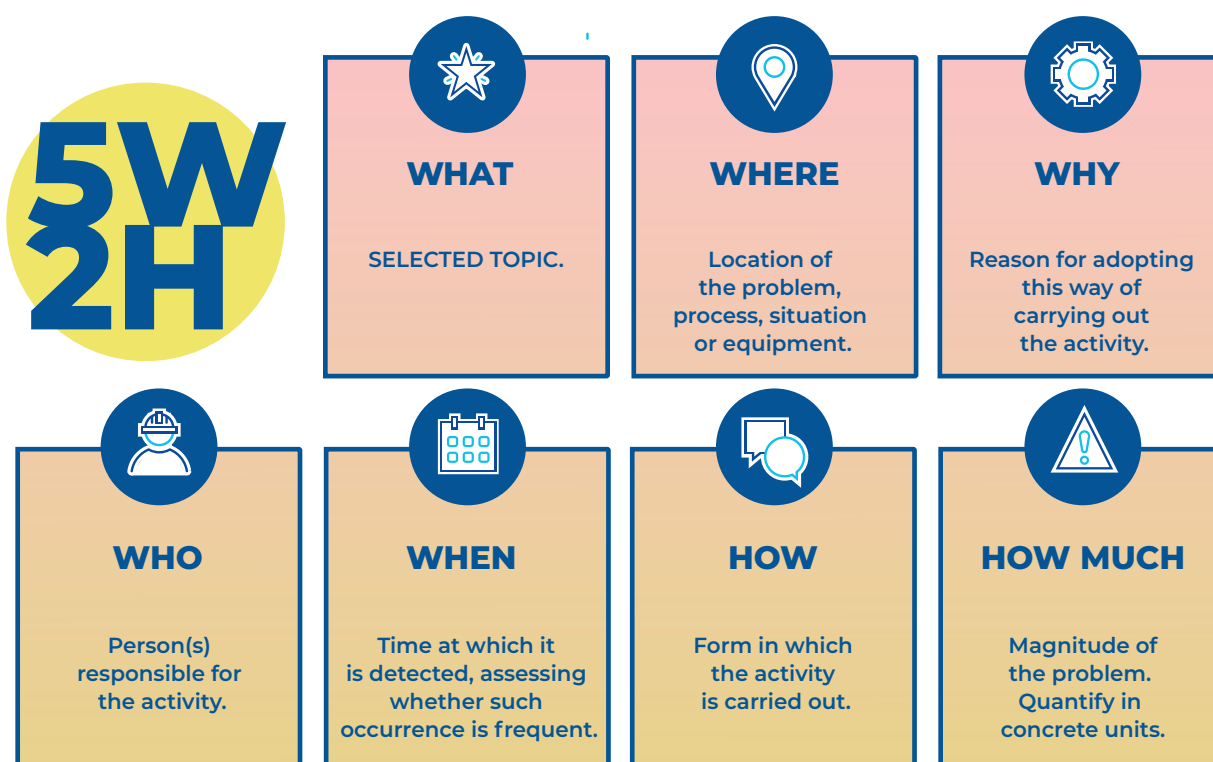 5W
2H
WHAT
SELECTED TOPIC.
WHERE
Location of
the problem,
process, situation
or equipment.
WHY
Reason for adopting
this way of
carrying out
the activity.
WHO
Person(s)
responsible for
the activity.
WHEN
Time at which it
is detected, assessing
whether such
occurrence is frequent.
HOW
Form in which
the activity
is carried out.
HOW MUCH
Magnitude of
the problem.
Quantify in
concrete units.